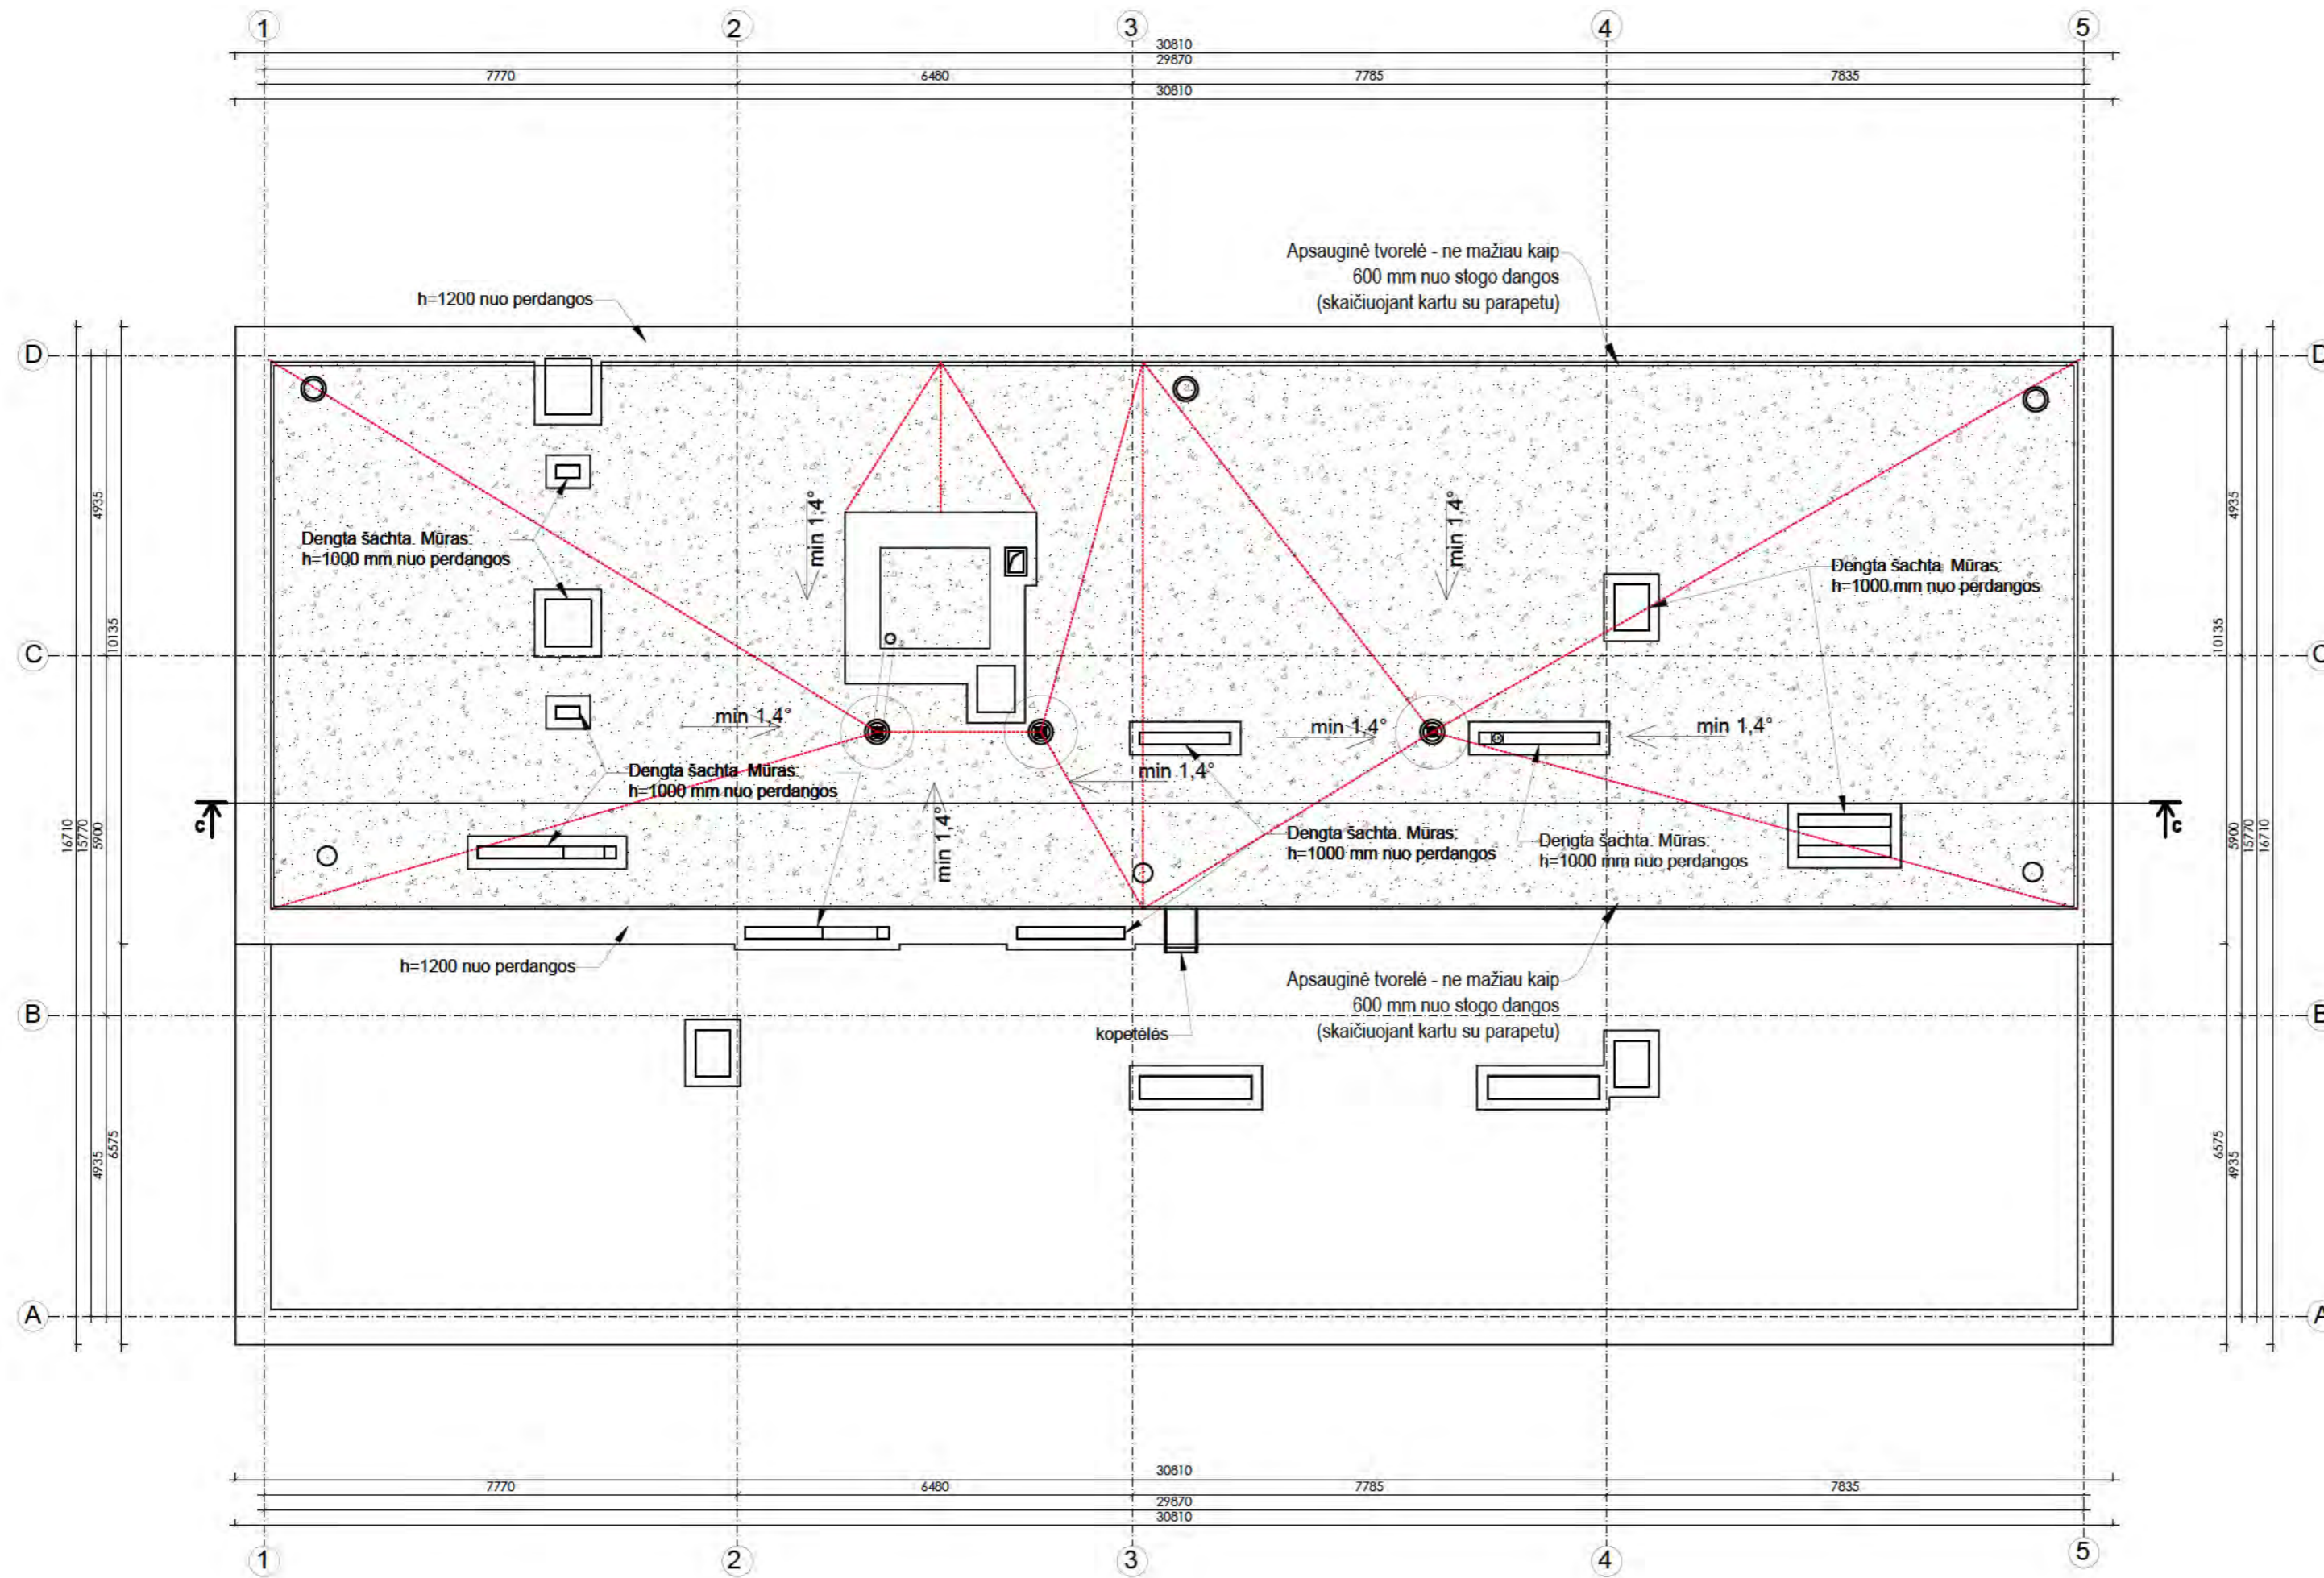 1 2 3 4 5
30810
29870
7770 6480 7785 7835
30810
Apsauginė tvorelė - ne mažiau kaip
600 mm nuo stogo dangos
(skaičiuojant kartu su parapetu)
h=1200 nuo perdangos
D D
4935 4935
min 1,4° min 1,4°
Dengta šachta. Mūras:
h=1000 mm nuo perdangos
Dengta šachta. Mūras:
h=1000 mm nuo perdangos
10135 10135
C C
min 1,4° min 1,4° min 1,4°
min 1,4°
Dengta šachta. Mūras:
h=1000 mm nuo perdangos
min 1,4°
c c
16710 15770 5900 5900 15770 16710
Dengta šachta. Mūras:
h=1000 mm nuo perdangos
Dengta šachta. Mūras:
h=1000 mm nuo perdangos
h=1200 nuo perdangos
Apsauginė tvorelė - ne mažiau kaip
600 mm nuo stogo dangos
(skaičiuojant kartu su parapetu)
B B
kopetėlės
4935 6575 6575 4935
A A
30810
7770 6480 7785 7835
29870
30810
1 2 3 4 5